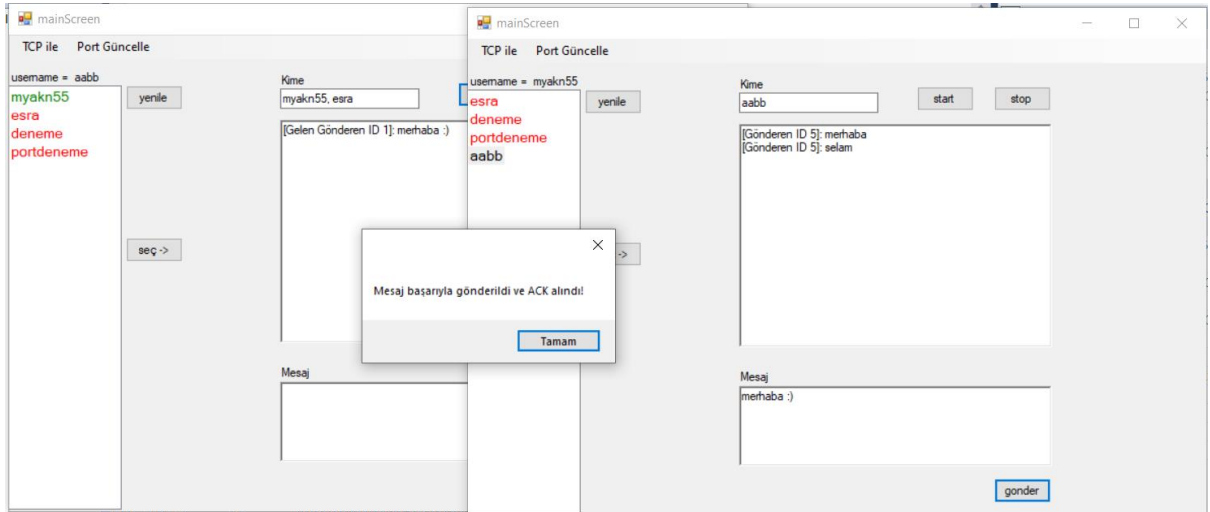 mainScreen
TCP ile Port Güncelle
username = aabb
myakn55
esra
deneme
portdeneme
yenile
seç ->
Kime
myakn55, esra
[Gelen Gönderen ID 1]: merhaba :)
Mesaj
Mesaj başarıyla gönderildi ve ACK alındı!
Tamam
mainScreen
TCP ile Port Güncelle
username = myakn55
esra
deneme
portdeneme
aabb
yenile
->
Kime
aabb
start stop
[Gönderen ID 5]: merhaba
[Gönderen ID 5]: selam
Mesaj
merhaba :)
gonder